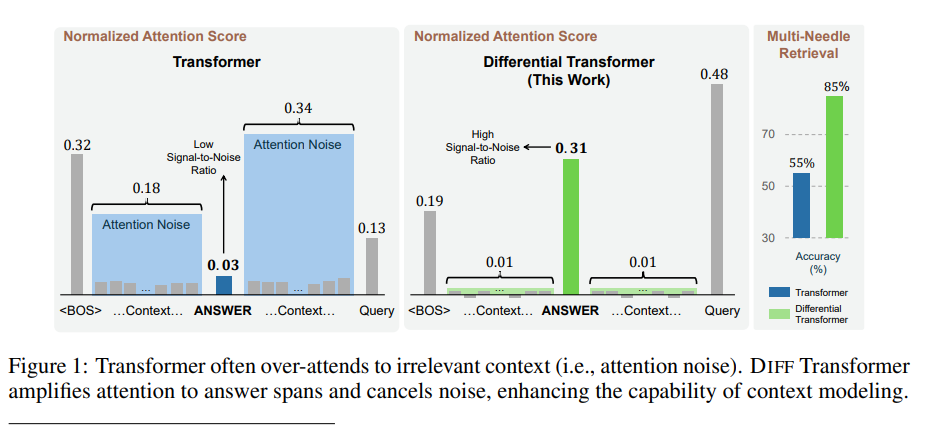 Normalized Attention Score
Transformer
0.32
0.18
Attention Noise
Low
Signal-to-Noise
Ratio
0.03
0.34
Attention Noise
0.13
...
...
<BOS> ...Context... ANSWER ...Context... Query
Normalized Attention Score
Differential Transformer
(This Work)
0.19
High
Signal-to-Noise
Ratio
0.31
0.01
0.01
0.48
...
...
<BOS> ...Context... ANSWER ...Context... Query
Multi-Needle
Retrieval
85%
70
55%
50
30
Accuracy
(%)
Transformer
Differential
Transformer
Figure 1: Transformer often over-attends to irrelevant context (i.e., attention noise). DIFF Transformer
amplifies attention to answer spans and cancels noise, enhancing the capability of context modeling.